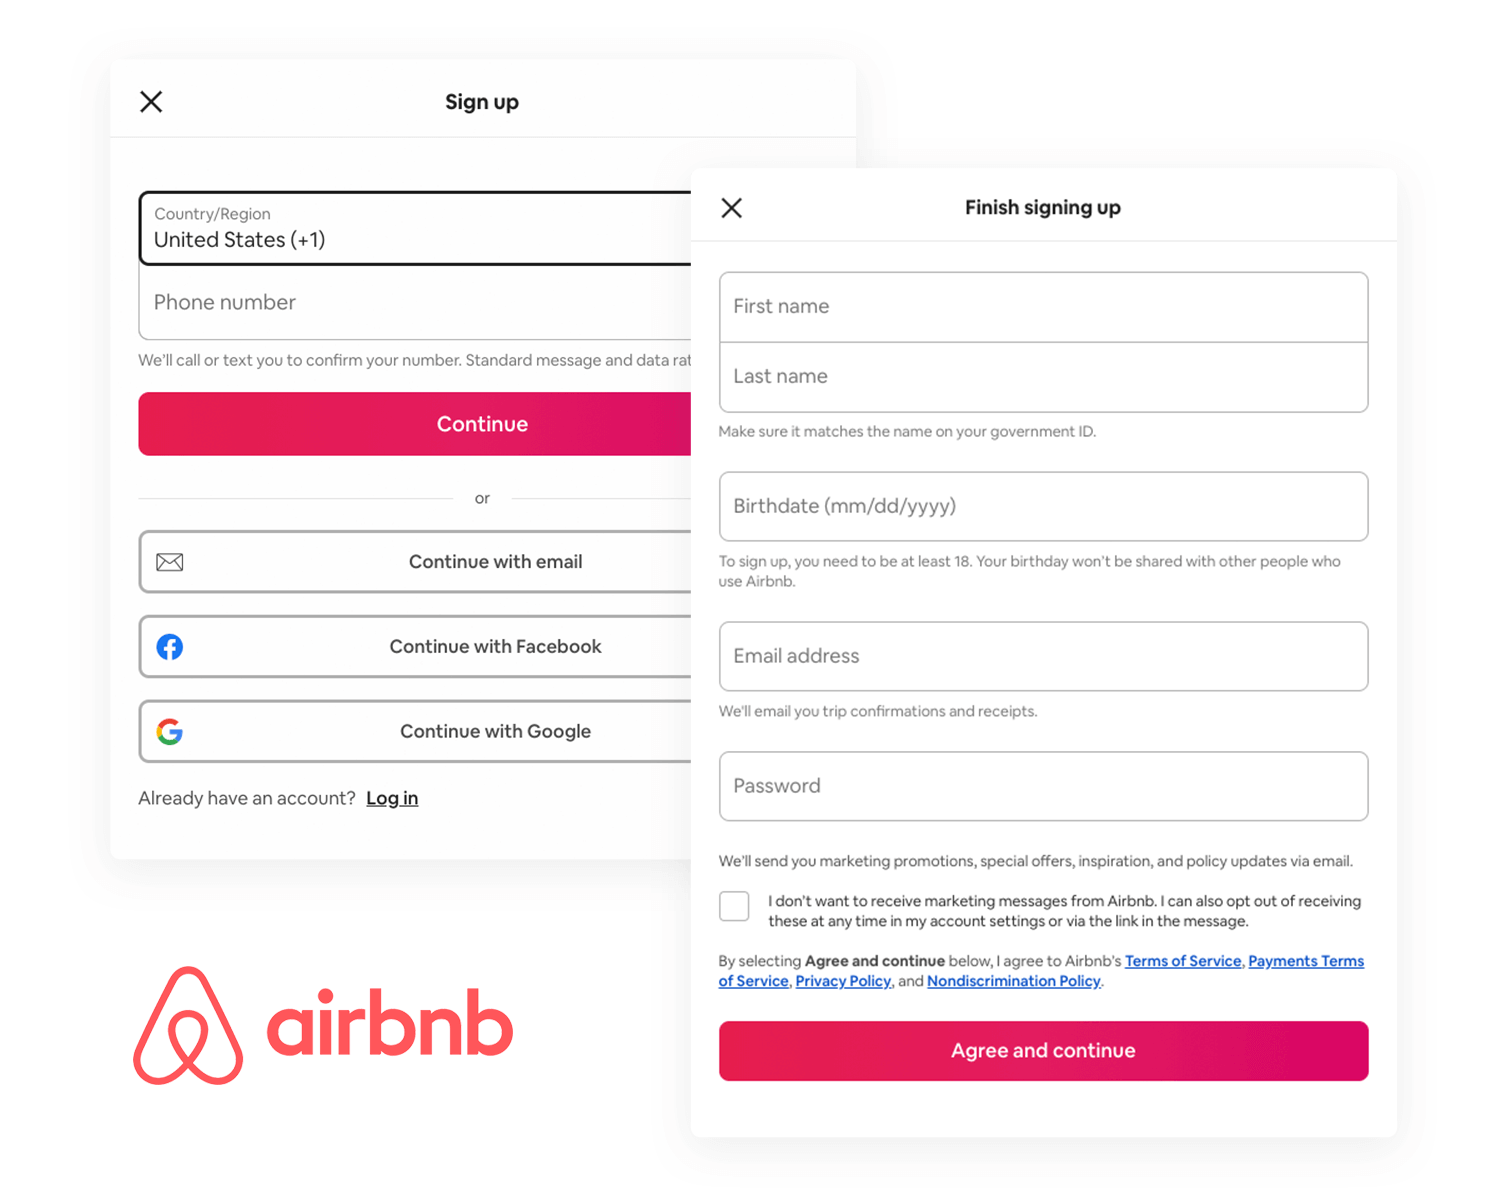 Sign up
Country/Region
United States (+1)
Phone number
We'll call or text you to confirm your number. Standard message and data rat
Continue
or
Continue with email
Continue with Facebook
Continue with Google
Already have an account? Log in
airbnb
Finish signing up
First name
Last name
Make sure it matches the name on your government ID.
Birthdate (mm/dd/yyyy)
To sign up, you need to be at least 18. Your birthday won't be shared with other people who
use Airbnb.
Email address
We'll email you trip confirmations and receipts.
Password
We'll send you marketing promotions, special offers, inspiration, and policy updates via email.
I don't want to receive marketing messages from Airbnb. I can also opt out of receiving
these at any time in my account settings or via the link in the message.
By selecting Agree and continue below, I agree to Airbnb's Terms of Service, Payments Terms
of Service, Privacy Policy, and Nondiscrimination Policy.
Agree and continue